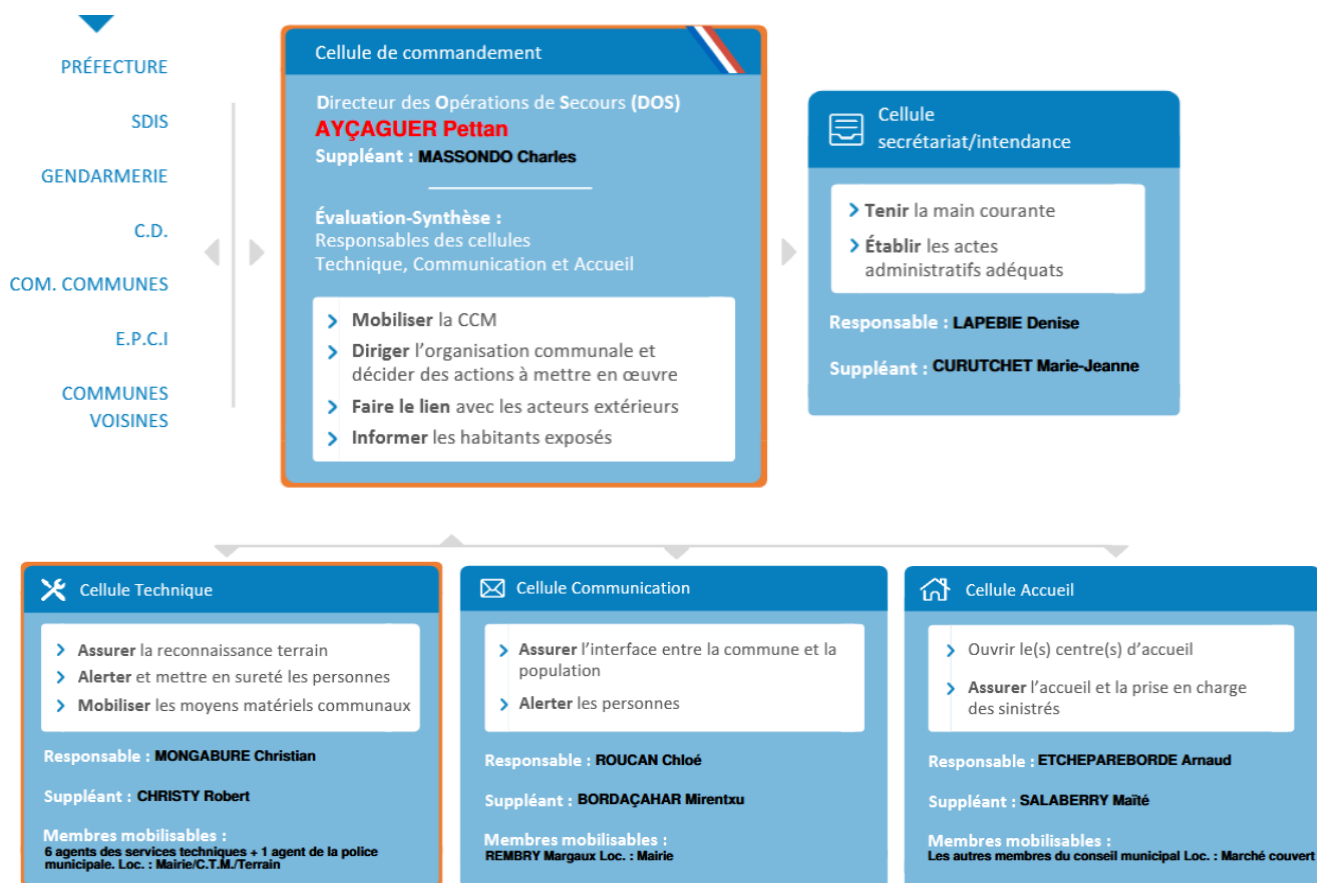 PRÉFECTURE
SDIS
GENDARMERIE
C.D.
COM. COMMUNES
E.P.C.I
COMMUNES
VOISINES
Cellule de commandement
Directeur des Opérations de Secours (DOS)
AYÇAGUER Pettan
Suppléant : MASSONDO Charles
Évaluation-Synthèse :
Responsables des cellules
Technique, Communication et Accueil
Mobiliser la CCM
Diriger l'organisation communale et
décider des actions à mettre en œuvre
Faire le lien avec les acteurs extérieurs
Informer les habitants exposés
Cellule
secrétariat/intendance
Tenir la main courante
Établir les actes
administratifs adéquats
Responsable : LAPEBIE Denise
Suppléant : CURUTCHET Marie-Jeanne
Cellule Technique
Assurer la reconnaissance terrain
Alerter et mettre en sureté les personnes
Mobiliser les moyens matériels communaux
Responsable : MONGABURE Christian
Suppléant : CHRISTY Robert
Membres mobilisables :
6 agents des services techniques + 1 agent de la police
municipale. Loc. : Mairie/C.T.M./Terrain
Cellule Communication
Assurer l'interface entre la commune et la
population
Alerter les personnes
Responsable : ROUCAN Chloé
Suppléant : BORDAÇAHAR Mirentxu
Membres mobilisables :
REMBRY Margaux Loc. : Mairie
Cellule Accueil
Ouvrir le(s) centre(s) d'accueil
Assurer l'accueil et la prise en charge
des sinistrés
Responsable : ETCHEPAREBORDE Arnaud
Suppléant : SALABERRY Maïté
Membres mobilisables :
Les autres membres du conseil municipal Loc. : Marché couvert